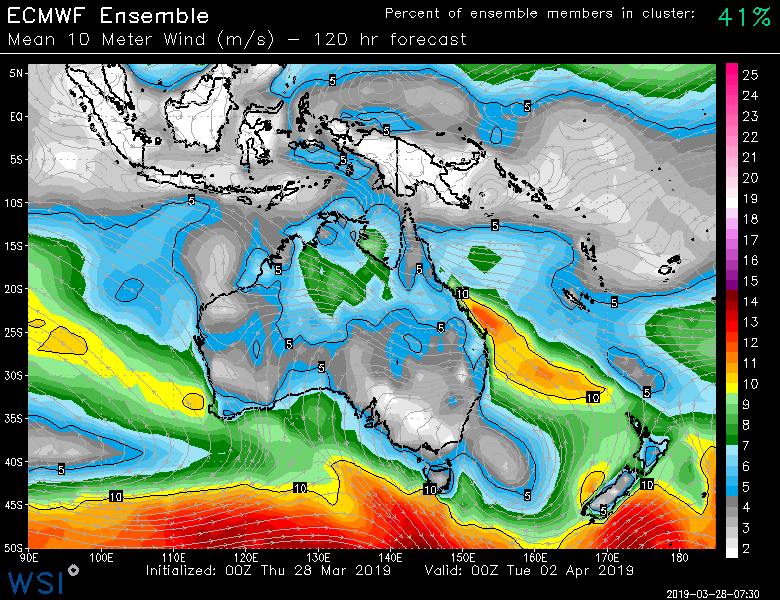 ECMWF Ensemble
Percent of ensemble members in cluster: 41%
Mean 10 Meter Wind (m/s) – 120 hr forecast
5N
EQ
5S
10S
15S
20S
25S
30S
35S
40S
45S
50S
90E 100E 110E 120E 130E 140E 150E 160E 170E 180
25
24
23
22
21
20
19
18
17
16
15
14
13
12
11
10
9
8
7
6
5
4
3
2
5
5
5
5
5
5
5
5
5
10
5
5
5
5
10
5
10
10
10
5
10
5
Initialized: 00Z Thu 28 Mar 2019 Valid: 00Z Tue 02 Apr 2019
WSI
2019-03-28-07:30